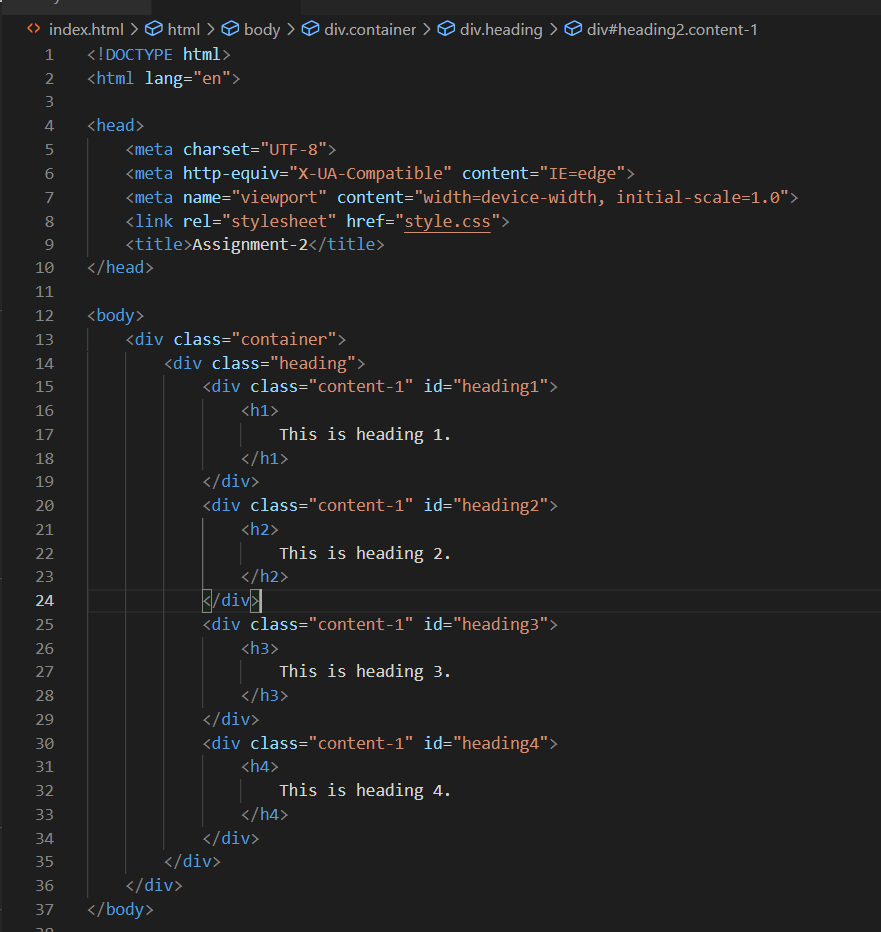 index.html > html > body > div.container > div.heading > div#heading2.content-1
1 <!DOCTYPE html>
2 <html lang="en">
3
4 <head>
5     <meta charset="UTF-8">
6     <meta http-equiv="X-UA-Compatible" content="IE=edge">
7     <meta name="viewport" content="width=device-width, initial-scale=1.0">
8     <link rel="stylesheet" href="style.css">
9     <title>Assignment-2</title>
10 </head>
11
12 <body>
13     <div class="container">
14         <div class="heading">
15             <div class="content-1" id="heading1">
16                 <h1>
17                     This is heading 1.
18                 </h1>
19             </div>
20             <div class="content-1" id="heading2">
21                 <h2>
22                     This is heading 2.
23                 </h2>
24             </div>
25             <div class="content-1" id="heading3">
26                 <h3>
27                     This is heading 3.
28                 </h3>
29             </div>
30             <div class="content-1" id="heading4">
31                 <h4>
32                     This is heading 4.
33                 </h4>
34             </div>
35         </div>
36     </div>
37 </body>